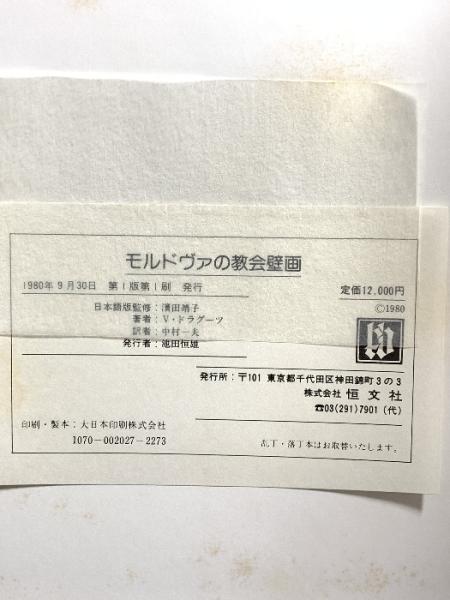 モルドヴァの教会壁画
1980年9月30日 第1版第1刷 発行
定価12,000円
©1980
日本語版監修:濱田靖子
著者:V・ドラグーツ
訳者:中村一夫
発行者:池田恒雄
発行所:〒101 東京都千代田区神田錦町3の3
株式会社 恒文社
☎03(291)7901(代)
印刷・製本:大日本印刷株式会社
1070-002027-2273
乱丁・落丁本はお取替いたします。